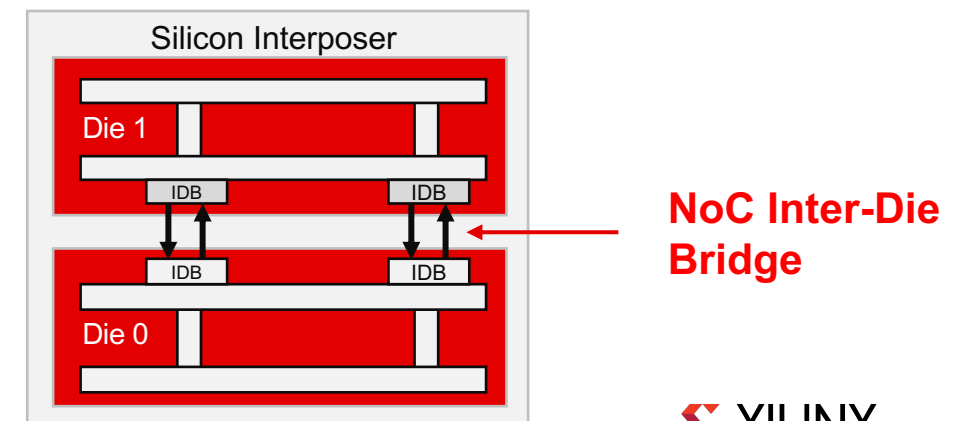 Silicon Interposer
Die 1
IDB IDB
NoC Inter-Die
Bridge
IDB IDB
Die 0